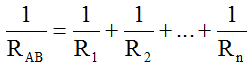 1/R_AB = 1/R_1 + 1/R_2 + ... + 1/R_n